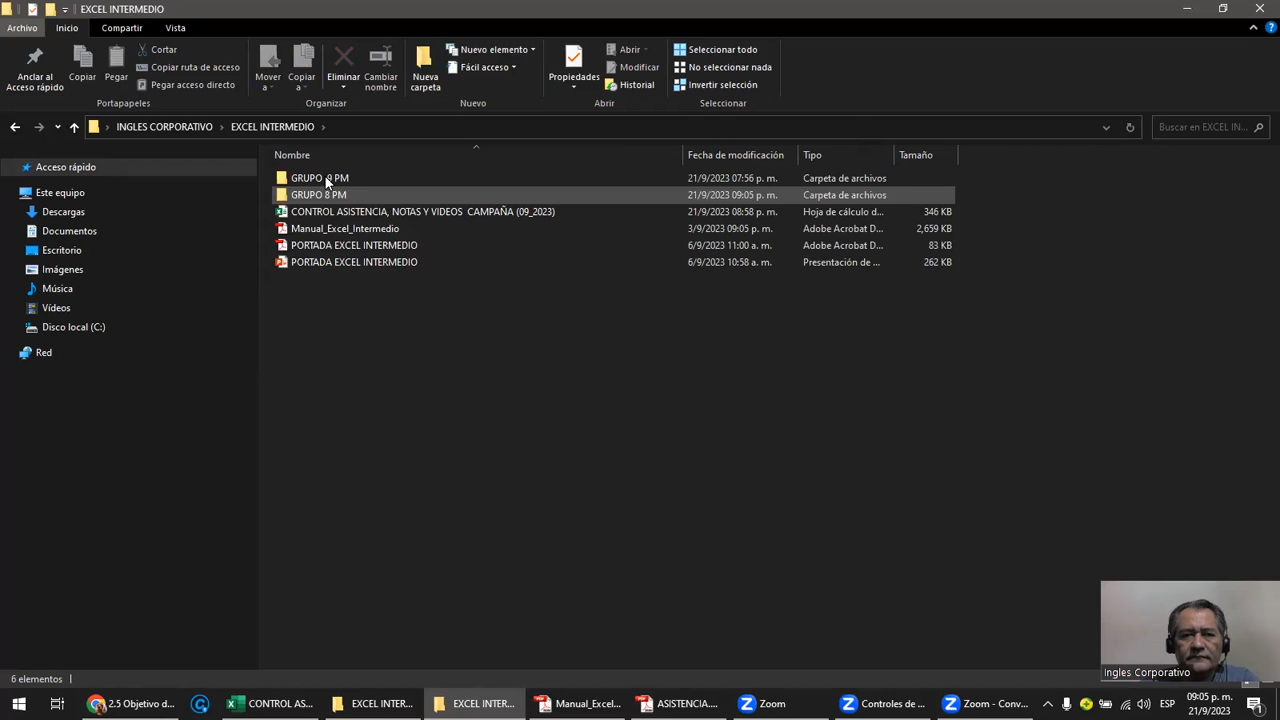 EXCEL INTERMEDIO
Archivo Inicio Compartir Vista
Anclar al Acceso rápido
Copiar
Pegar
Cortar
Copiar ruta de acceso
Pegar acceso directo
Portapapeles
Mover a
Copiar a
Eliminar
Cambiar nombre
Organizar
Nueva carpeta
Nuevo elemento
Fácil acceso
Nuevo
Propiedades
Abrir
Modificar
Historial
Abrir
Seleccionar todo
No seleccionar nada
Invertir selección
Seleccionar
INGLES CORPORATIVO > EXCEL INTERMEDIO >
Buscar en EXCEL IN...
Nombre Fecha de modificación Tipo Tamaño
GRUPO 9 PM 21/9/2023 07:56 p. m. Carpeta de archivos
GRUPO 8 PM 21/9/2023 09:05 p. m. Carpeta de archivos
CONTROL ASISTENCIA, NOTAS Y VIDEOS CAMPAÑA (09_2023) 21/9/2023 08:58 p. m. Hoja de cálculo d... 346 KB
Manual_Excel_Intermedio 3/9/2023 09:05 p. m. Adobe Acrobat D... 2,659 KB
PORTADA EXCEL INTERMEDIO 6/9/2023 11:00 a. m. Adobe Acrobat D... 83 KB
PORTADA EXCEL INTERMEDIO 6/9/2023 10:58 a. m. Presentación de ... 262 KB
Acceso rápido
Este equipo
Descargas
Documentos
Escritorio
Imágenes
Música
Vídeos
Disco local (C:)
Red
Ingles Corporativo
6 elementos
2.5 Objetivo d...
CONTROL AS...
EXCEL INTER...
EXCEL INTER...
Manual_Excel...
ASISTENCIA....
Zoom
Controles de ...
Zoom - Conv...
ESP
09:05 p. m.
21/9/2023